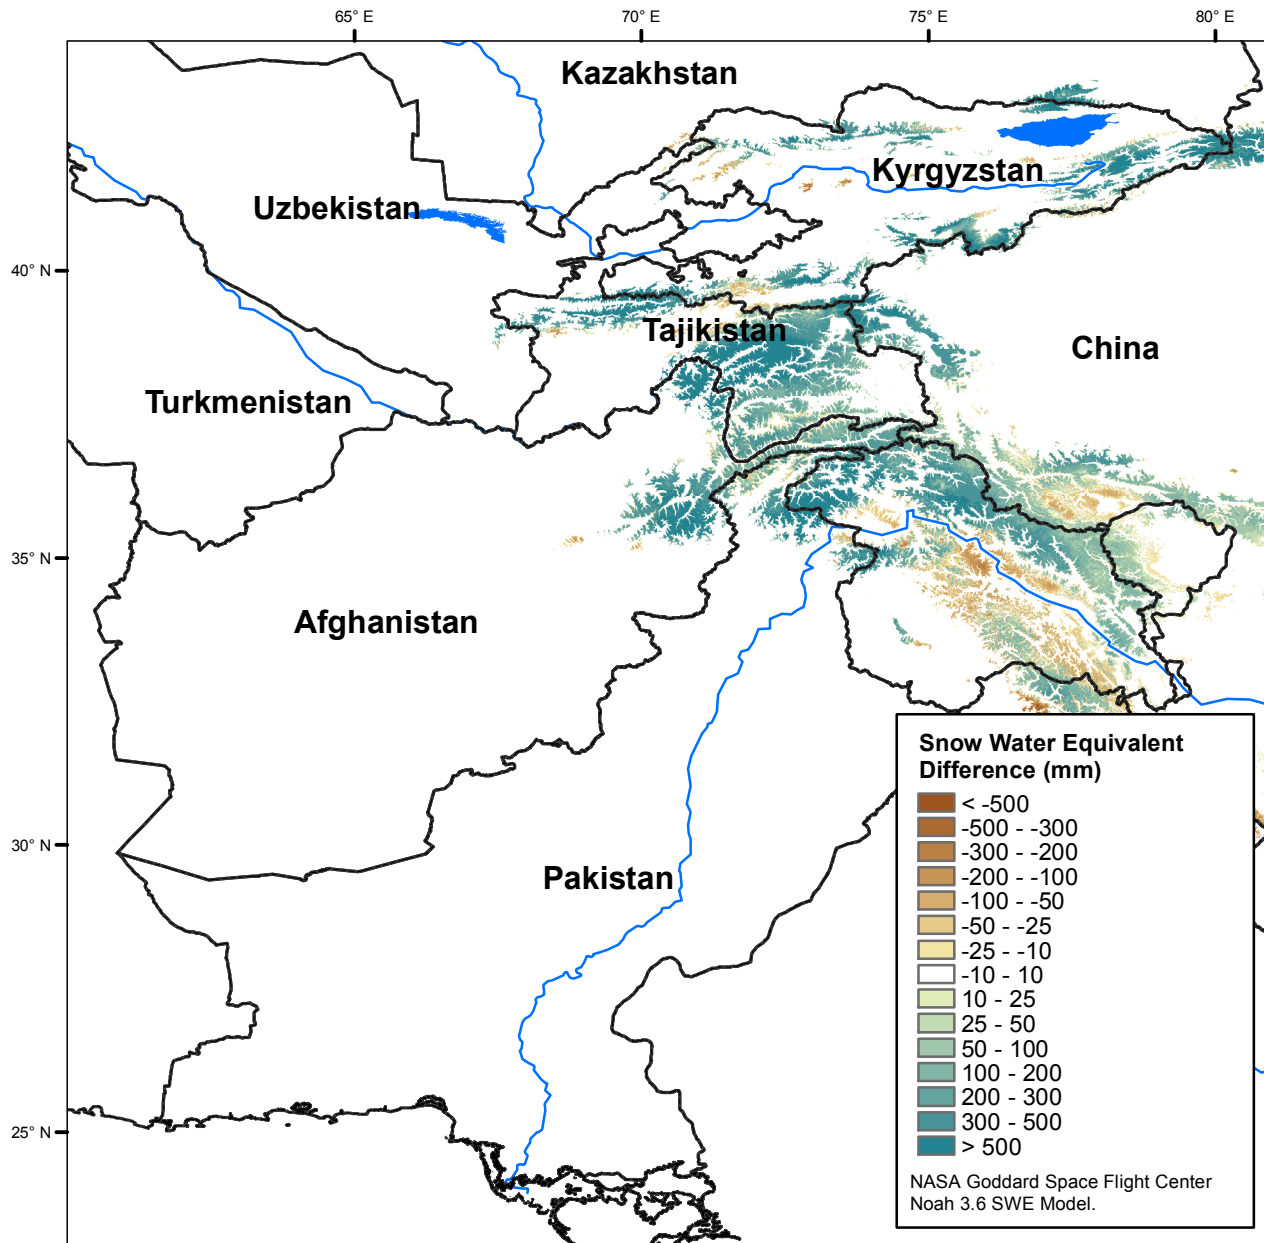 65° E
70° E
75° E
80° E
Kazakhstan
Kyrgyzstan
Uzbekistan
40° N
Tajikistan
China
Turkmenistan
35° N
Afghanistan
Snow Water Equivalent
Difference (mm)
< -500
-500 - -300
-300 - -200
-200 - -100
-100 - -50
-50 - -25
-25 - -10
-10 - 10
10 - 25
25 - 50
50 - 100
100 - 200
200 - 300
300 - 500
> 500
30° N
Pakistan
25° N
NASA Goddard Space Flight Center
Noah 3.6 SWE Model.